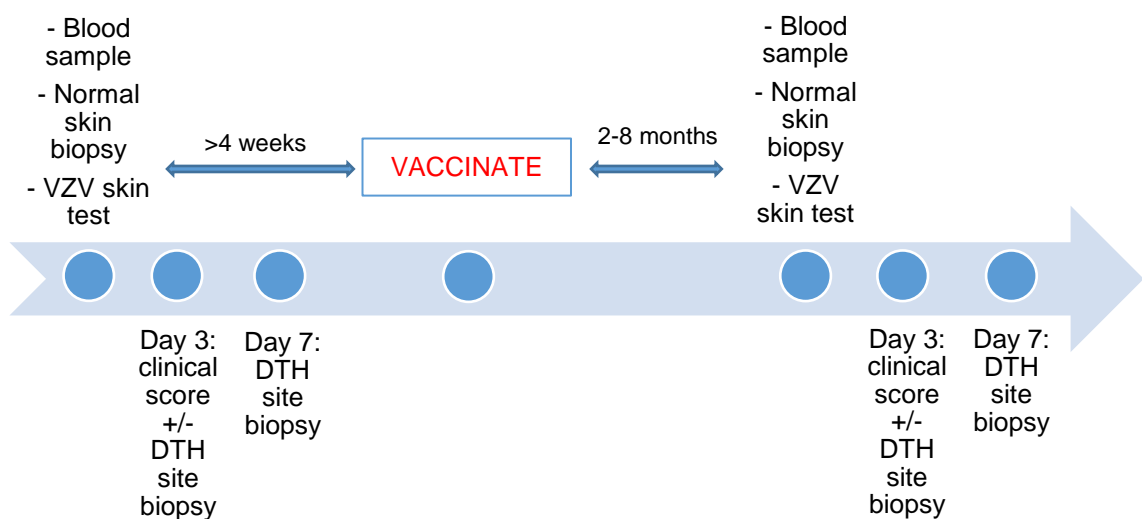 - Blood
sample
- Normal
skin
biopsy
- VZV skin
test
>4 weeks
VACCINATE
2-8 months
- Blood
sample
- Normal
skin
biopsy
- VZV
skin test
Day 3:
clinical
score
+/-
DTH
site
biopsy
Day 7:
DTH
site
biopsy
Day 3:
clinical
score
+/-
DTH
site
biopsy
Day 7:
DTH
site
biopsy